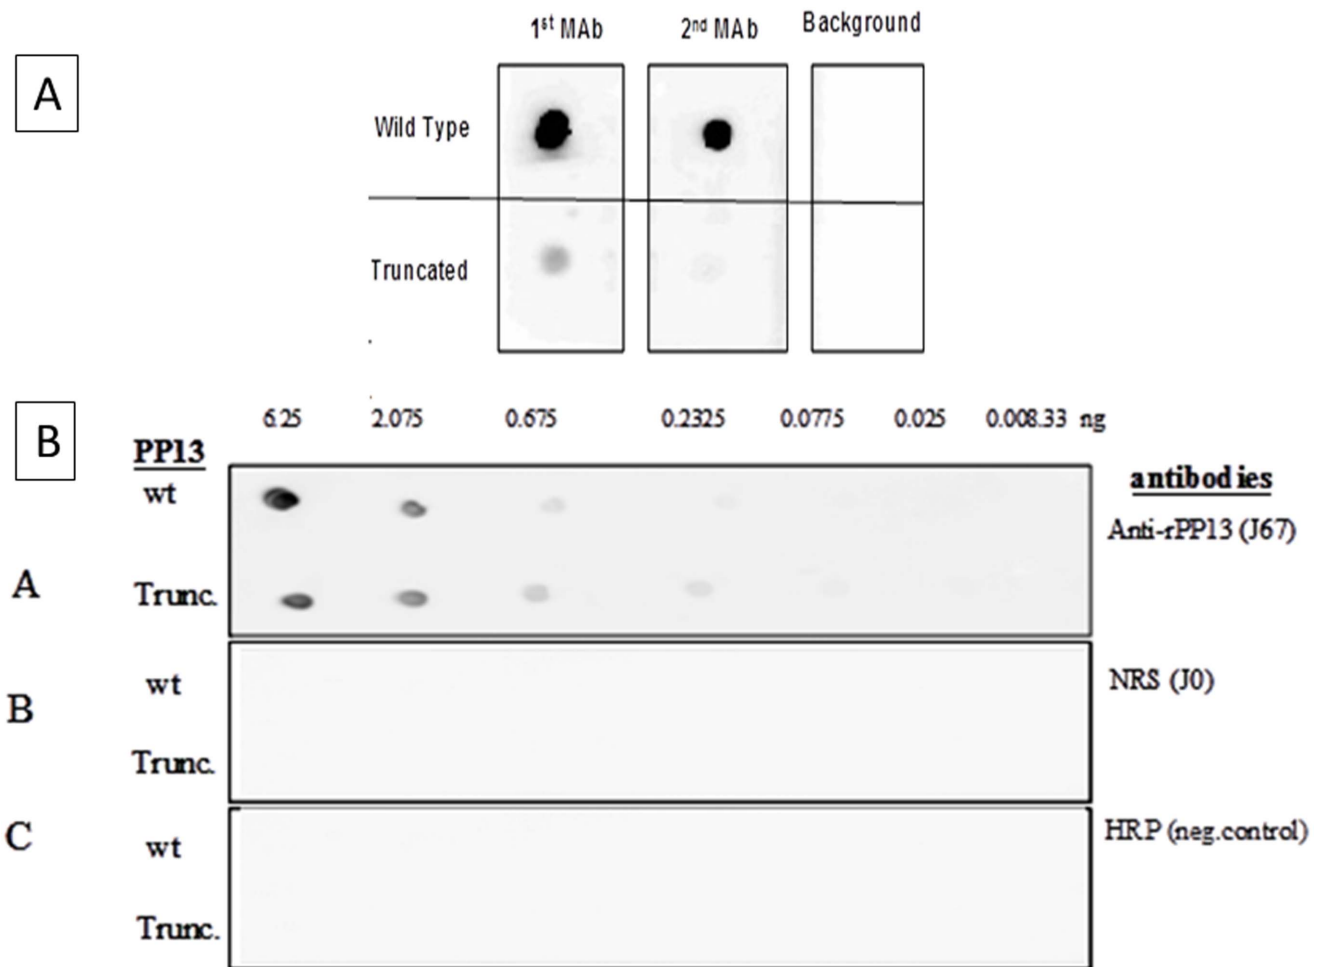 A
1st MAb 2nd MAb Background
Wild Type
Truncated
B
6.25 2.075 0.675 0.2325 0.0775 0.025 0.008.33 ng
PP13
wt
antibodies
Anti-rPP13 (J67)
A Trunc.
wt NRS (J0)
B
Trunc.
C wt HRP (neg.control)
Trunc.